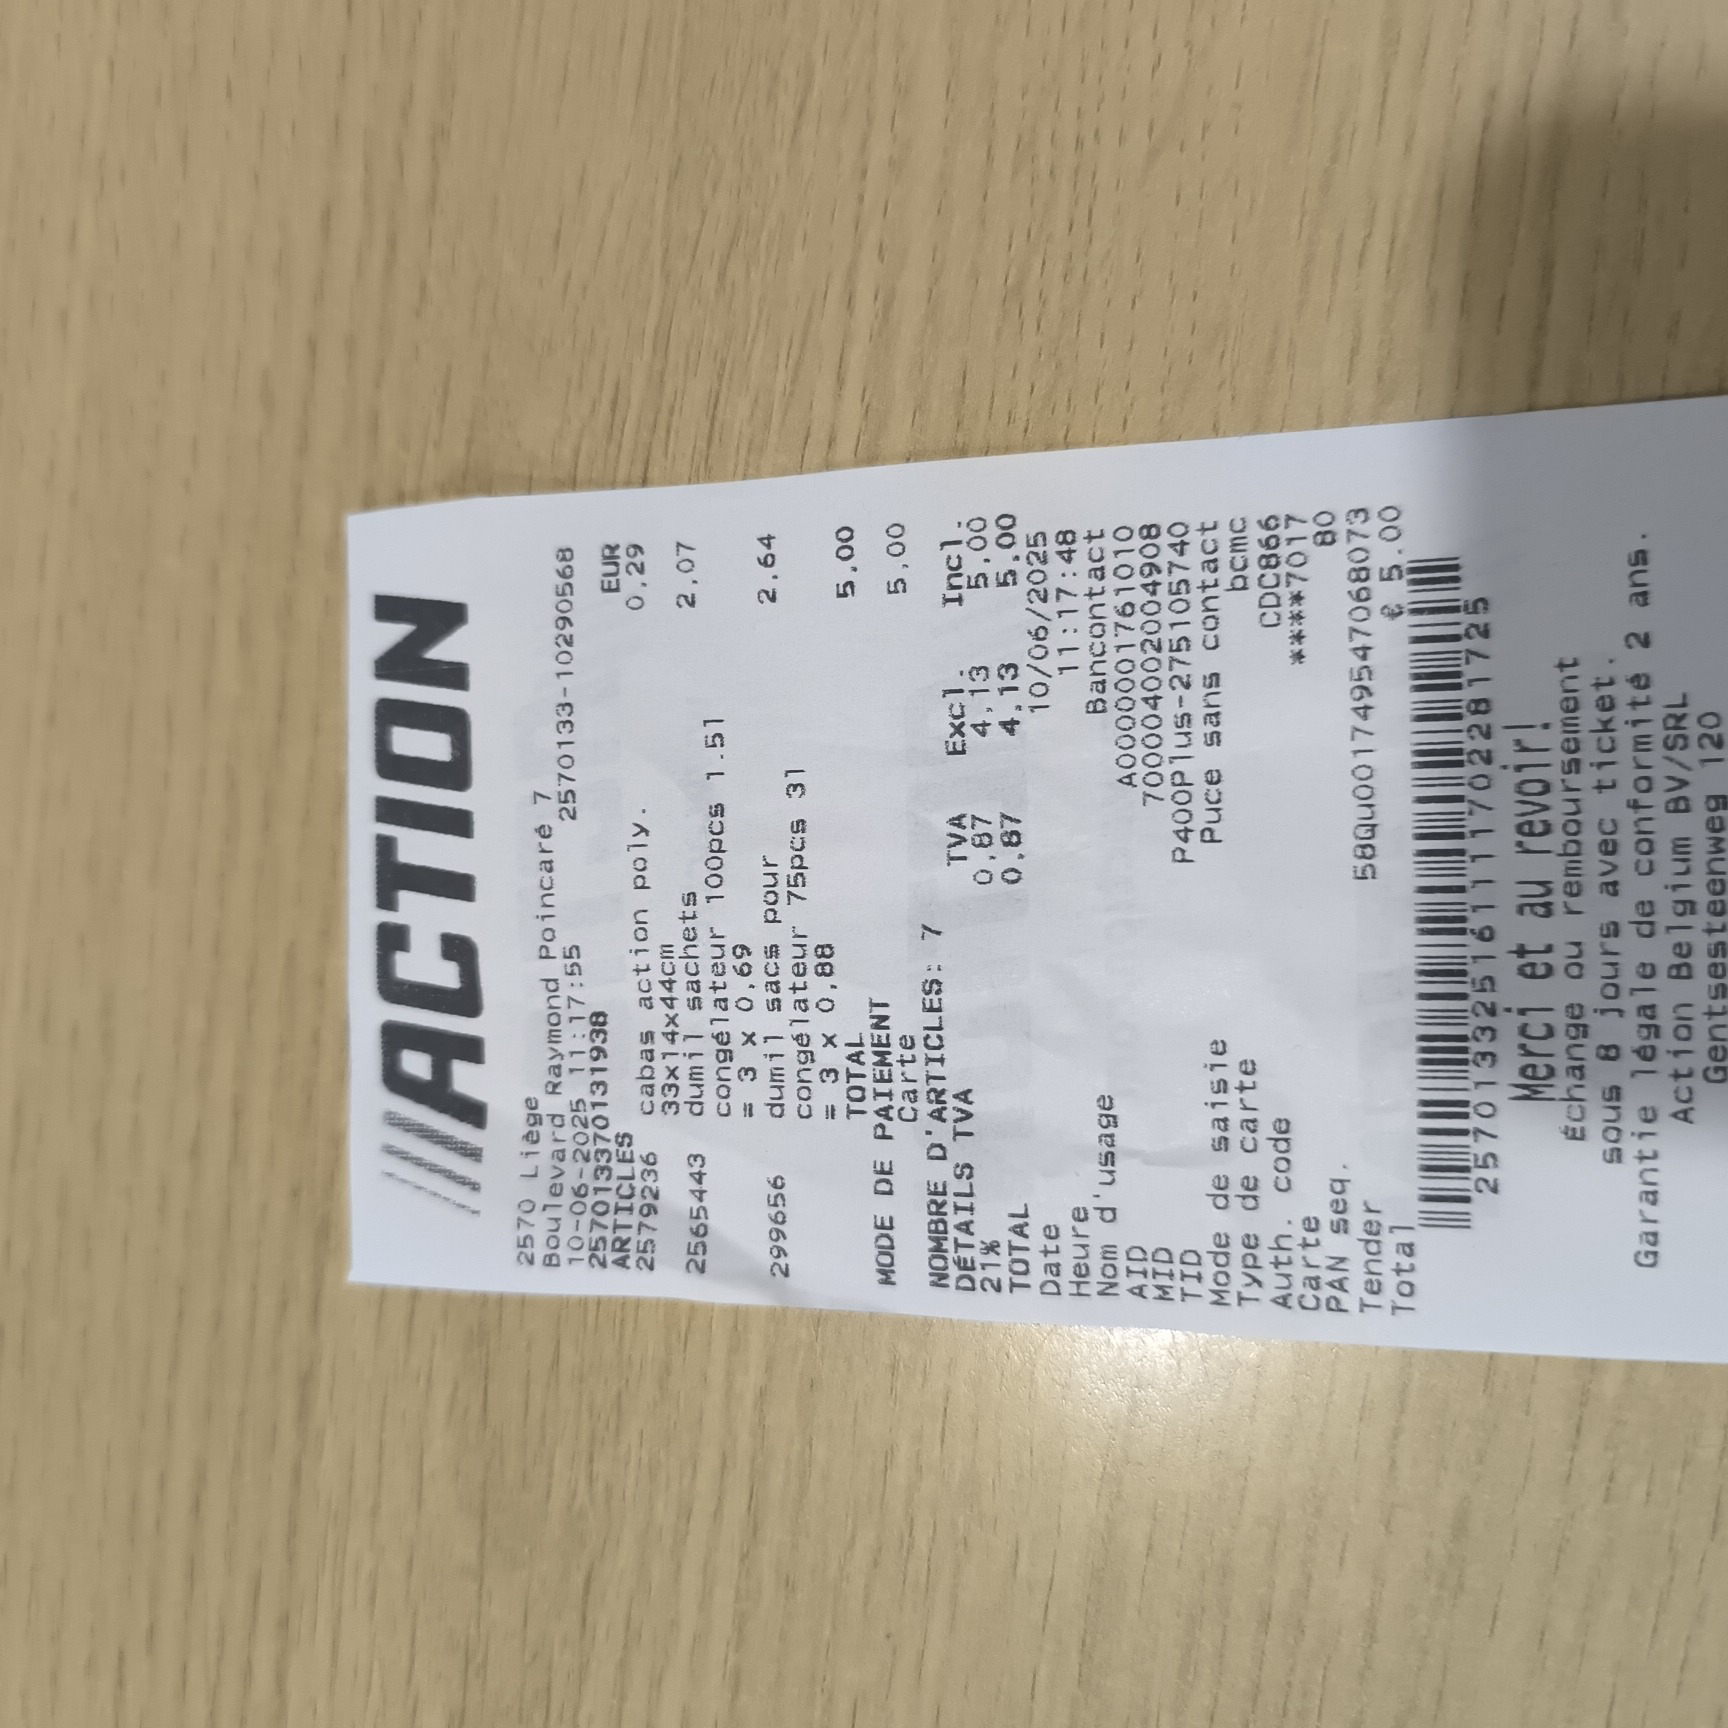 ACTION
2570 Liège
Boulevard Raymond Poincaré 7
10-06-2025 11:17:55 2570133-10290568
257013370131938
ARTICLES EUR
2579236 cabas action poly. 0,29
33x14x44cm
2565443 dumil sachets 2,07
congélateur 100pcs 1.51
= 3 x 0,69
299656 dumil sacs pour 2,64
congélateur 75pcs 31
= 3 x 0,88
TOTAL 5,00
MODE DE PAIEMENT
Carte 5,00
NOMBRE D'ARTICLES: 7
DÉTAILS TVA TVA Excl. Incl.
21% 0,87 4,13 5,00
TOTAL 0,87 4,13 5,00
Date 10/06/2025
Heure 11:17:48
Nom d'usage Bancontact
AID A0000001761010
MID 700004002004908
TID P400Plus-275105740
Mode de saisie Puce sans contact
Type de carte bcmc
Auth. code CDC866
Carte ****7017
PAN seq. 80
Tender 58Qu001749547068073
Total € 5.00
25701332516111702281725
Merci et au revoir!
Échange ou remboursement
sous 8 jours avec ticket.
Garantie légale de conformité 2 ans.
Action Belgium BV/SRL
Gentsesteenweg 120